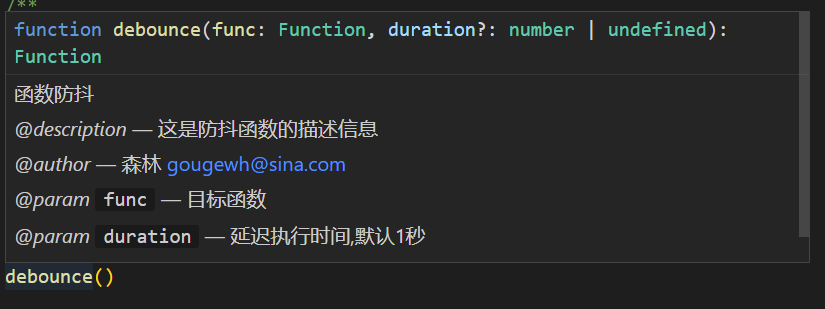 /**
function debounce(func: Function, duration?: number | undefined):
Function
函数防抖
@description — 这是防抖函数的描述信息
@author — 森林 gougewh@sina.com
@param func — 目标函数
@param duration — 延迟执行时间,默认1秒
debounce()